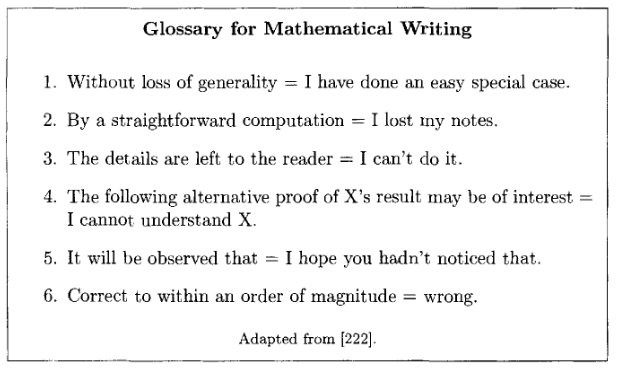 Glossary for Mathematical Writing
1. Without loss of generality = I have done an easy special case.
2. By a straightforward computation = I lost my notes.
3. The details are left to the reader = I can't do it.
4. The following alternative proof of X's result may be of interest =
I cannot understand X.
5. It will be observed that = I hope you hadn't noticed that.
6. Correct to within an order of magnitude = wrong.
Adapted from [222].